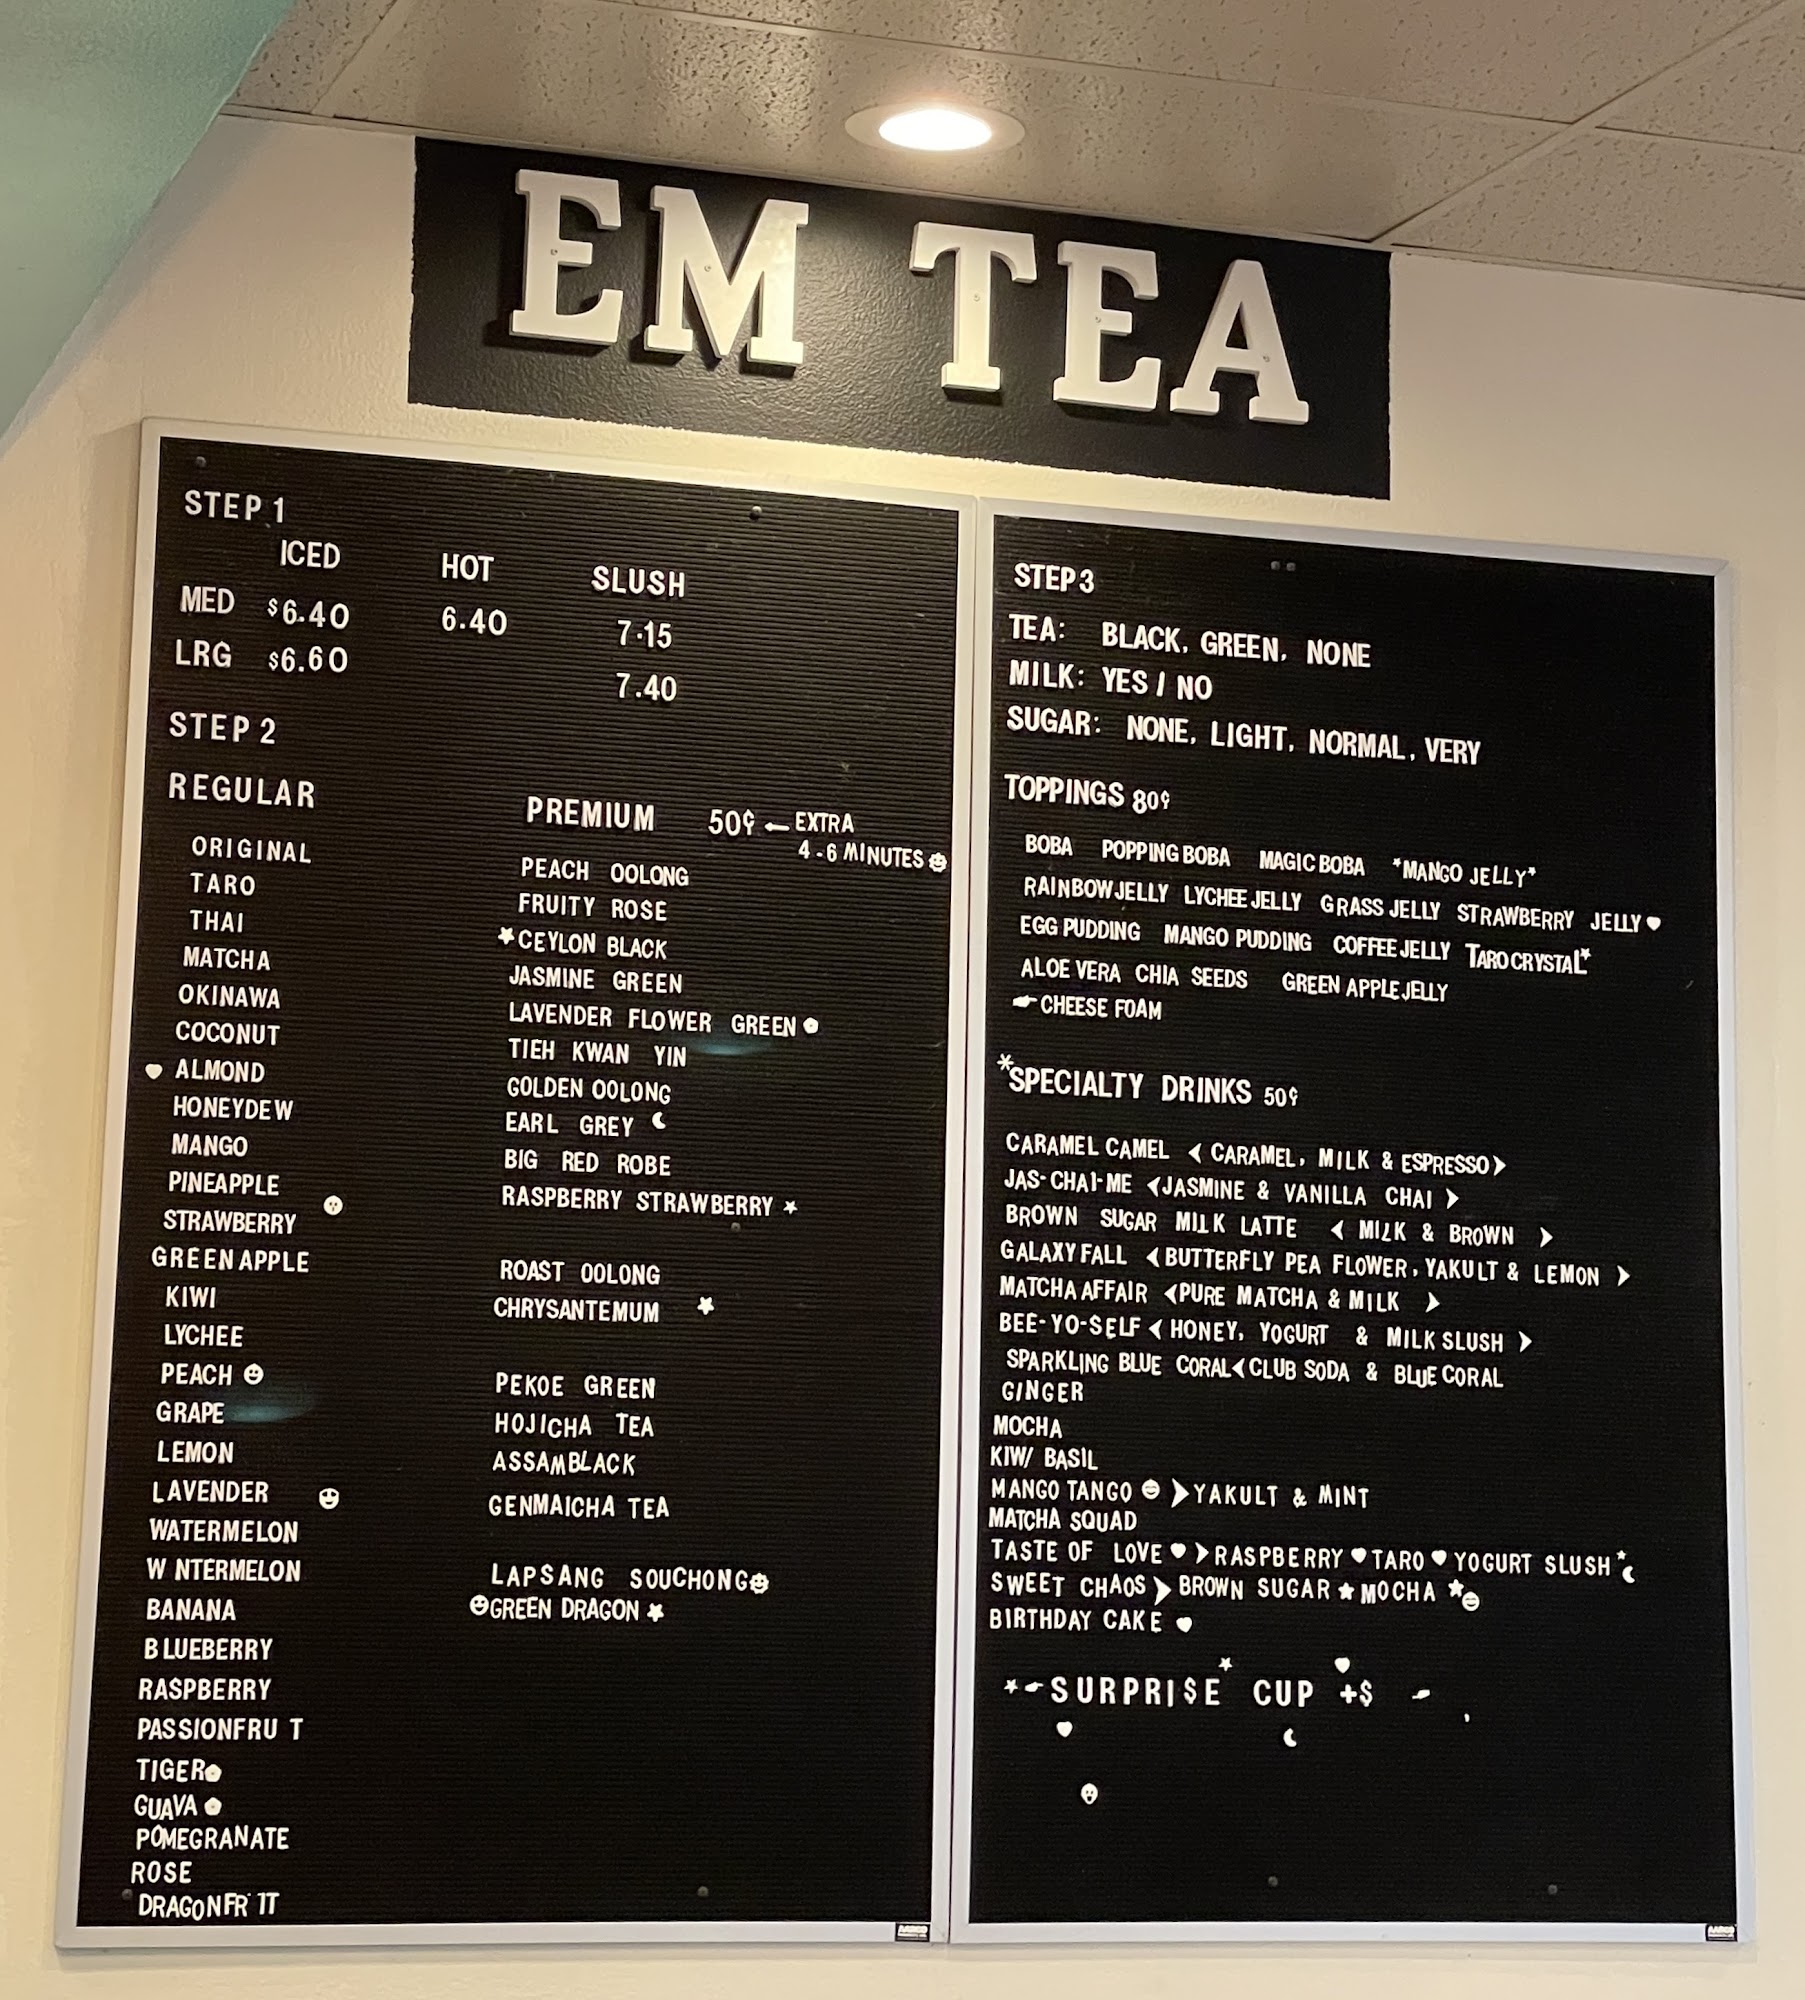 EM TEA
STEP 1
ICED HOT SLUSH
MED $6.40 6.40 7.15
LRG $6.60 7.40
STEP 2
REGULAR
ORIGINAL
TARO
THAI
MATCHA
OKINAWA
COCONUT
ALMOND
HONEYDEW
MANGO
PINEAPPLE
STRAWBERRY
GREEN APPLE
KIWI
LYCHEE
PEACH
GRAPE
LEMON
LAVENDER
WATERMELON
W NTERMELON
BANANA
BLUEBERRY
RASPBERRY
PASSIONFRU T
TIGER
GUAVA
POMEGRANATE
ROSE
DRAGONFR IT
PREMIUM 50¢ EXTRA
4-6 MINUTES
PEACH OOLONG
FRUITY ROSE
CEYLON BLACK
JASMINE GREEN
LAVENDER FLOWER GREEN
TIEH KWAN YIN
GOLDEN OOLONG
EARL GREY
BIG RED ROBE
RASPBERRY STRAWBERRY
ROAST OOLONG
CHRYSANTEMUM
PEKOE GREEN
HOJICHA TEA
ASSAM BLACK
GENMAICHA TEA
LAPSANG SOUCHONG
GREEN DRAGON
STEP 3
TEA: BLACK, GREEN, NONE
MILK: YES / NO
SUGAR: NONE, LIGHT, NORMAL, VERY
TOPPINGS 80¢
BOBA POPPING BOBA MAGIC BOBA *MANGO JELLY*
RAINBOW JELLY LYCHEE JELLY GRASS JELLY STRAWBERRY JELLY
EGG PUDDING MANGO PUDDING COFFEE JELLY TARO CRYSTAL*
ALOE VERA CHIA SEEDS GREEN APPLE JELLY
CHEESE FOAM
*SPECIALTY DRINKS 50¢
CARAMEL CAMEL < CARAMEL, MILK & ESPRESSO>
JAS-CHAI-ME <JASMINE & VANILLA CHAI >
BROWN SUGAR MILK LATTE < MILK & BROWN >
GALAXY FALL <BUTTERFLY PEA FLOWER, YAKULT & LEMON >
MATCHA AFFAIR <PURE MATCHA & MILK >
BEE-YO-SELF < HONEY, YOGURT & MILK SLUSH >
SPARKLING BLUE CORAL < CLUB SODA & BLUE CORAL
GINGER
MOCHA
KIW/ BASIL
MANGO TANGO > YAKULT & MINT
MATCHA SQUAD
TASTE OF LOVE ♥ > RASPBERRY ♥ TARO ♥ YOGURT SLUSH
SWEET CHAOS > BROWN SUGAR ★ MOCHA
BIRTHDAY CAKE ♥
SURPRI$E CUP +$